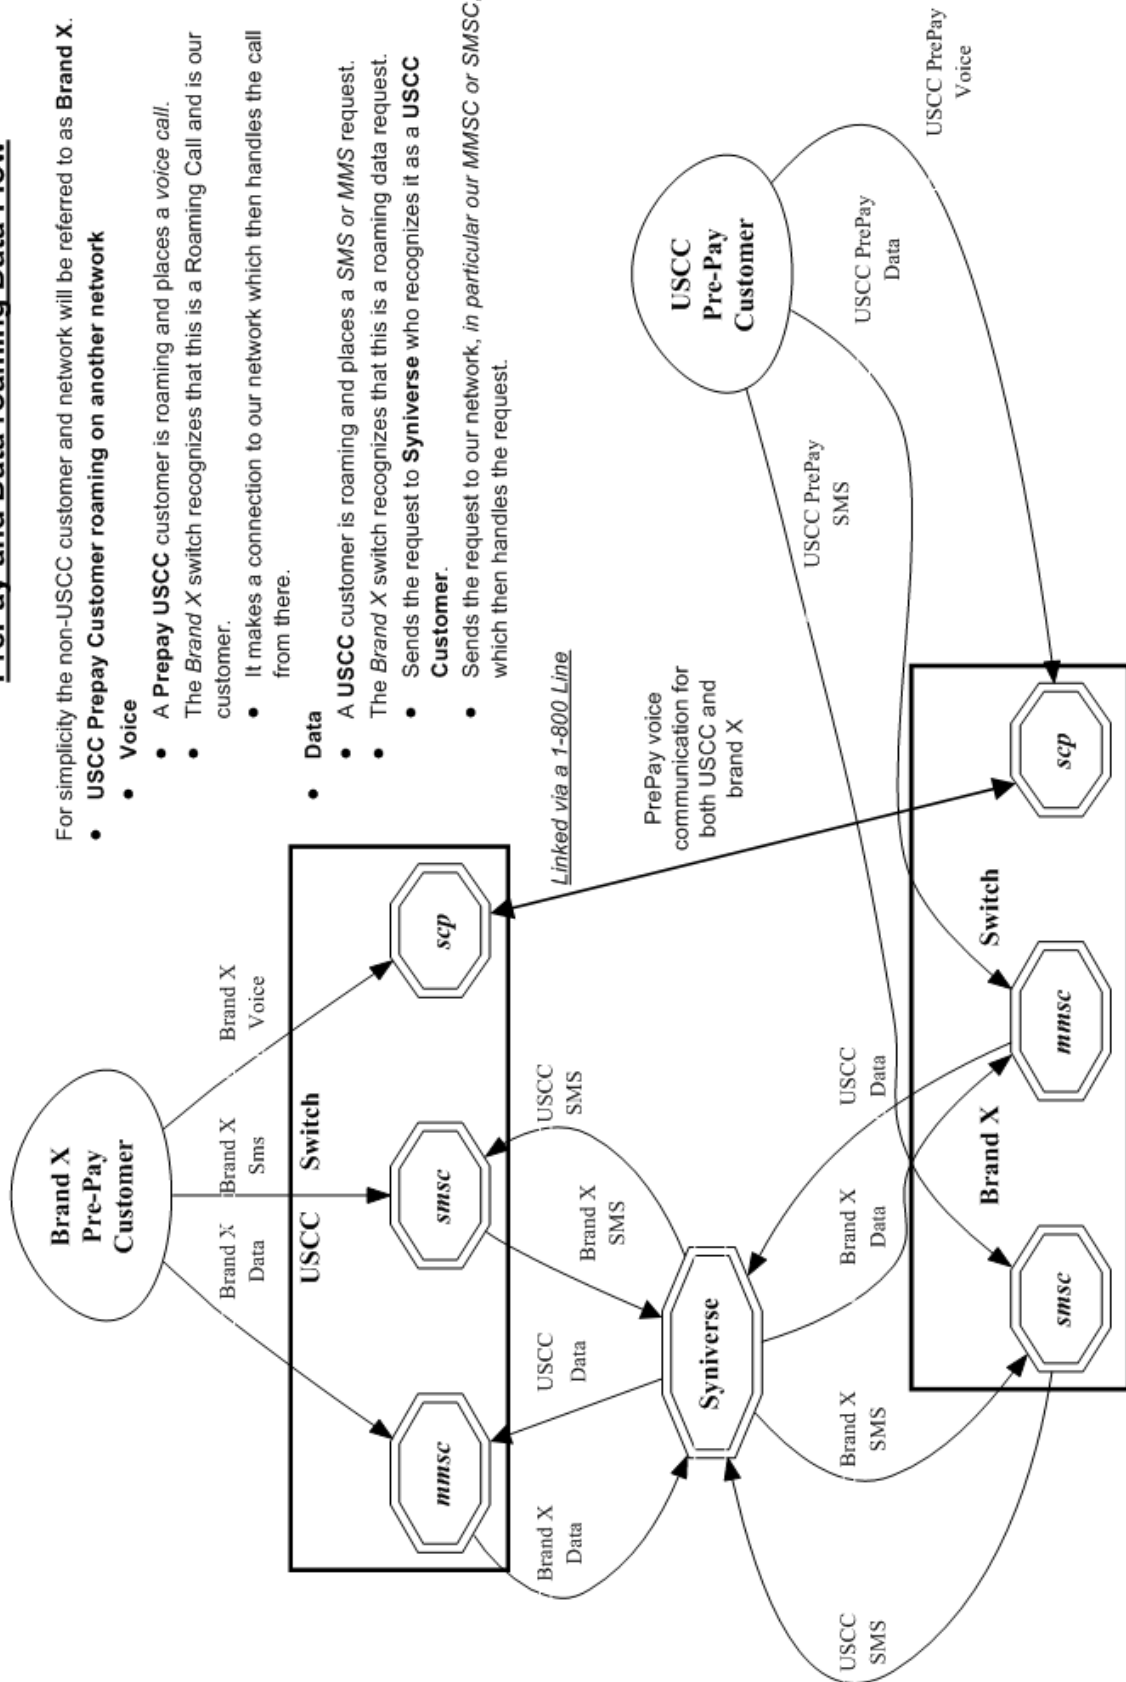 PrePay and Data roaming Data Flow
For simplicity the non-USCC customer and network will be referred to as Brand X.
• USCC Prepay Customer roaming on another network
• Voice
• A Prepay USCC customer is roaming and places a voice call.
• The Brand X switch recognizes that this is a Roaming Call and is our
customer.
• It makes a connection to our network which then handles the call
from there.
• Data
• A USCC customer is roaming and places a SMS or MMS request.
• The Brand X switch recognizes that this is a roaming data request.
• Sends the request to Syniverse who recognizes it as a USCC
Customer.
• Sends the request to our network, in particular our MMSC or SMSC,
which then handles the request.
Brand X
Pre-Pay
Customer
Brand X
Data
Brand X
Sms
Brand X
Voice
USCC Switch
mmsc
smsc
scp
Brand X
Data
USCC
Data
Brand X
SMS
USCC
SMS
Linked via a 1-800 Line
PrePay voice
communication for
both USCC and
brand X
Syniverse
USCC
Pre-Pay
Customer
USCC PrePay
SMS
USCC PrePay
Data
USCC PrePay
Voice
USCC
SMS
Brand X
SMS
Brand X
Data
USCC
Data
Brand X Switch
smsc
mmsc
scp